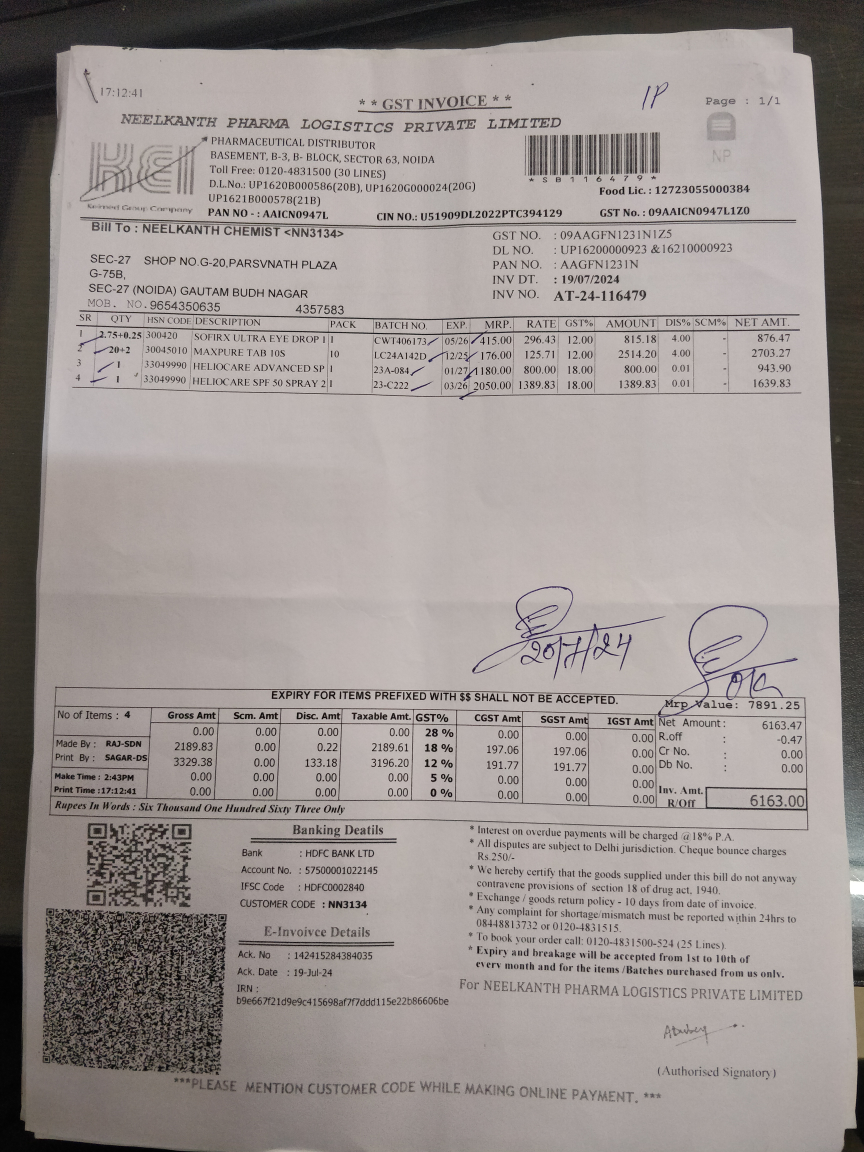 17:12:41
* * GST INVOICE * *
1P
Page : 1/1
NEELKANTH PHARMA LOGISTICS PRIVATE LIMITED
NP
KEI
Keimed Group Company
PHARMACEUTICAL DISTRIBUTOR
BASEMENT, B-3, B- BLOCK, SECTOR 63, NOIDA
Toll Free: 0120-4831500 (30 LINES)
D.L.No.: UP1620B000586(20B), UP1620G000024(20G)
UP1621B000578(21B)
* S B 1 1 6 4 7 9 *
Food Lic. : 12723055000384
PAN NO - : AAICN0947L CIN NO.: U51909DL2022PTC394129 GST No. : 09AAICN0947L1Z0
Bill To : NEELKANTH CHEMIST <NN3134>
SEC-27 SHOP NO.G-20,PARSVNATH PLAZA
G-75B,
SEC-27 (NOIDA) GAUTAM BUDH NAGAR
MOB. NO.9654350635 4357583
GST NO. : 09AAGFN1231N1Z5
DL NO. : UP16200000923 &16210000923
PAN NO. : AAGFN1231N
INV DT. : 19/07/2024
INV NO. AT-24-116479
SR QTY HSN CODE DESCRIPTION PACK BATCH NO. EXP. MRP. RATE GST% AMOUNT DIS% SCM% NET AMT.
1 2.75+0.25 300420 SOFIX ULTRA EYE DROP 1 1 CWT406173 05/26 415.00 296.43 12.00 815.18 4.00 - 876.47
2 20+2 30045010 MAXPURE TAB 10S 10 LC24A142D 12/25 176.00 125.71 12.00 2514.20 4.00 - 2703.27
3 1 33049990 HELIOCARE ADVANCED SP 1 23A-084 01/27 1180.00 800.00 18.00 800.00 0.01 - 943.90
4 1 33049990 HELIOCARE SPF 50 SPRAY 2 1 23-C222 03/26 2050.00 1389.83 18.00 1389.83 0.01 - 1639.83
20/7/24
EXPIRY FOR ITEMS PREFIXED WITH $$ SHALL NOT BE ACCEPTED.
Mrp Value: 7891.25
No of Items : 4
Made By : RAJ-SDN
Print By : SAGAR-DS
Make Time : 2:43PM
Print Time :17:12:41
Gross Amt Scm. Amt Disc. Amt Taxable Amt. GST% CGST Amt SGST Amt IGST Amt
0.00 0.00 0.00 0.00 28 % 0.00 0.00 0.00
2189.83 0.00 0.22 2189.61 18 % 197.06 197.06 0.00
3329.38 0.00 133.18 3196.20 12 % 191.77 191.77 0.00
0.00 0.00 0.00 0.00 5 % 0.00 0.00 0.00
0.00 0.00 0.00 0.00 0 % 0.00 0.00 0.00
Net Amount : 6163.47
R.off : -0.47
Cr No. : 0.00
Db No. : 0.00
Inv. Amt. R/Off 6163.00
Rupees In Words : Six Thousand One Hundred Sixty Three Only
Banking Deatils
Bank : HDFC BANK LTD
Account No. : 57500001022145
IFSC Code : HDFC0002840
CUSTOMER CODE : NN3134
E-Invoivce Details
Ack. No : 142415284384035
Ack. Date : 19-Jul-24
IRN :
b9e667f21d9e9c415698af7f7ddd115e22b86606be
* Interest on overdue payments will be charged @18% P.A.
* All disputes are subject to Delhi jurisdiction. Cheque bounce charges
Rs.250/-
* We hereby certify that the goods supplied under this bill do not anyway
contravene provisions of section 18 of drug act, 1940.
* Exchange / goods return policy - 10 days from date of invoice.
* Any complaint for shortage/mismatch must be reported within 24hrs to
08448813732 or 0120-4831515.
* To book your order call: 0120-4831500-524 (25 Lines).
* Expiry and breakage will be accepted from 1st to 10th of
every month and for the items /Batches purchased from us only.
For NEELKANTH PHARMA LOGISTICS PRIVATE LIMITED
(Authorised Signatory)
***PLEASE MENTION CUSTOMER CODE WHILE MAKING ONLINE PAYMENT. ***